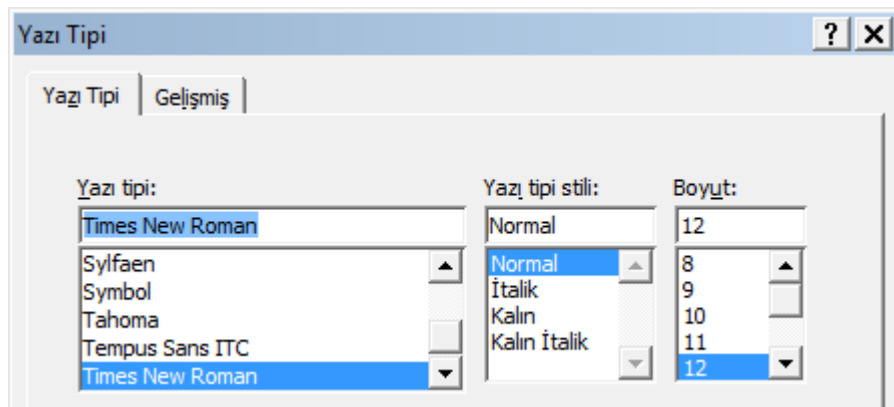 Yazı Tipi
Yazı Tipi Gelişmiş
Yazı tipi: Yazı tipi stili: Boyut:
Times New Roman Normal 12
Sylfaen Normal 8
Symbol İtalik 9
Tahoma Kalın 10
Tempus Sans ITC Kalın İtalik 11
Times New Roman 12